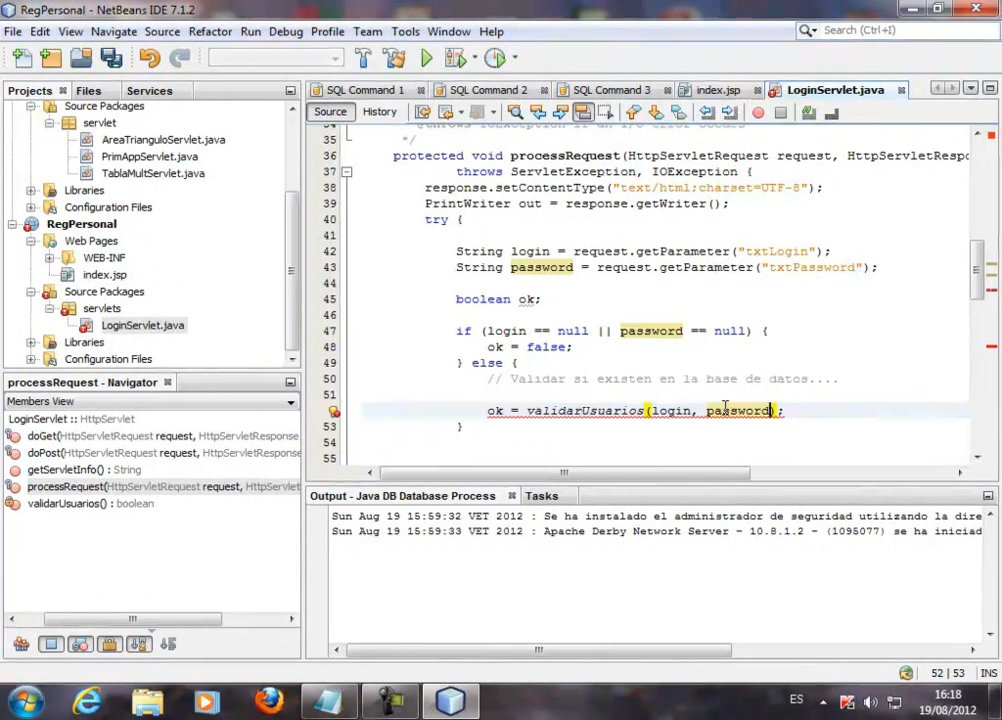 RegPersonal - NetBeans IDE 7.1.2
File Edit View Navigate Source Refactor Run Debug Profile Team Tools Window Help
Search (Ctrl+I)
Projects Files Services
Source Packages
servlet
AreaTrianguloServlet.java
PrimAppServlet.java
TablaMultServlet.java
Libraries
Configuration Files
RegPersonal
Web Pages
WEB-INF
index.jsp
Source Packages
servlets
LoginServlet.java
Libraries
Configuration Files
processRequest - Navigator
Members View
LoginServlet :: HttpServlet
doGet(HttpServletRequest request, HttpServletResponse
doPost(HttpServletRequest request, HttpServletRespons
getServletInfo() : String
processRequest(HttpServletRequest request, HttpServlet
validarUsuarios() : boolean
SQL Command 1 SQL Command 2 SQL Command 3 index.jsp LoginServlet.java
Source History
35 */
36 protected void processRequest(HttpServletRequest request, HttpServletRespo
37 throws ServletException, IOException {
38 response.setContentType("text/html;charset=UTF-8");
39 PrintWriter out = response.getWriter();
40 try {
41
42 String login = request.getParameter("txtLogin");
43 String password = request.getParameter("txtPassword");
44
45 boolean ok;
46
47 if (login == null || password == null) {
48 ok = false;
49 } else {
50 // Validar si existen en la base de datos....
51
ok = validarUsuarios(login, password);
53 }
54
55
Output - Java DB Database Process Tasks
Sun Aug 19 15:59:32 VET 2012 : Se ha instalado el administrador de seguridad utilizando la dire
Sun Aug 19 15:59:33 VET 2012 : Apache Derby Network Server - 10.8.1.2 - (1095077) se ha iniciad
52 | 53 INS
ES
16:18
19/08/2012